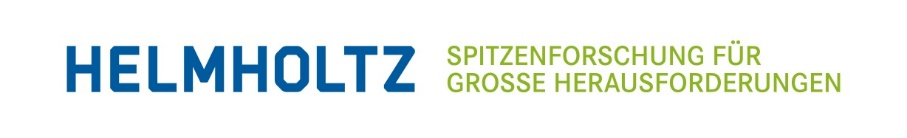 HELMHOLTZ
SPITZENFORSCHUNG FÜR
GROSSE HERAUSFORDERUNGEN